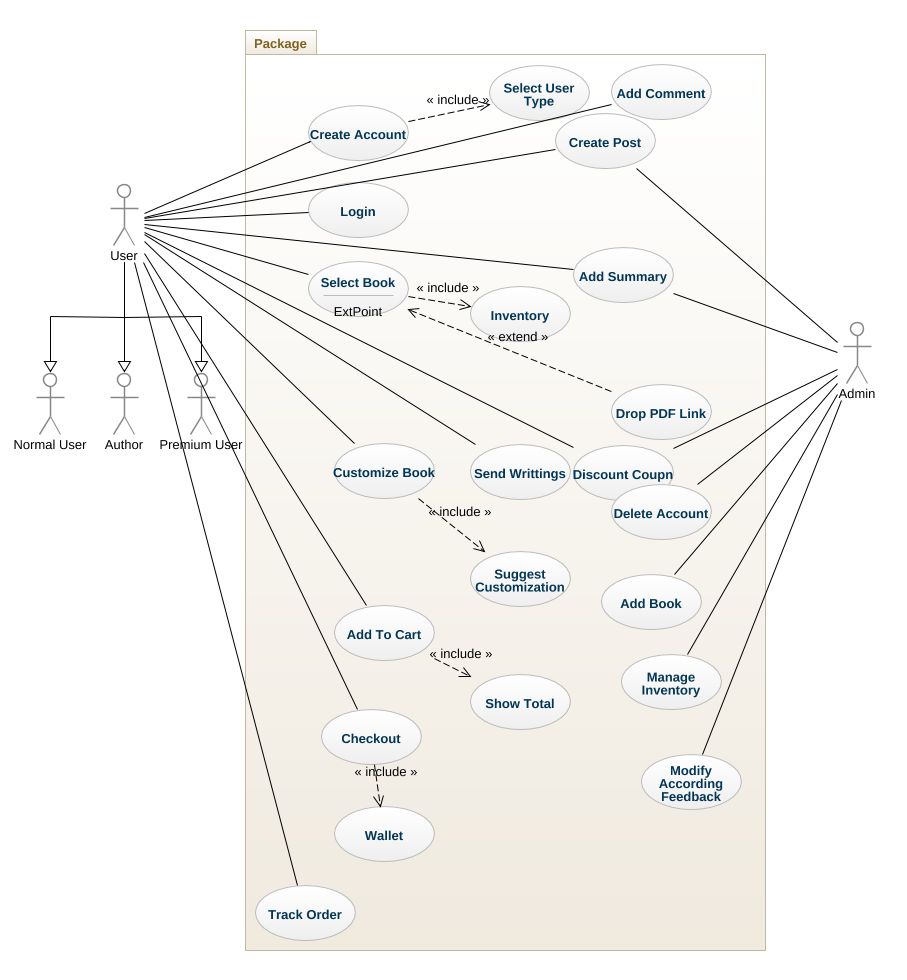 Package
Select User
Type
Add Comment
« include »
Create Account
Create Post
Login
User
Add Summary
Select Book
ExtPoint
« include »
Inventory
« extend »
Admin
Drop PDF Link
Normal User
Author
Premium User
Customize Book
Send Writtings
Discount Coupn
« include »
Delete Account
Suggest
Customization
Add Book
Add To Cart
« include »
Manage
Inventory
Show Total
Checkout
« include »
Modify
According
Feedback
Wallet
Track Order